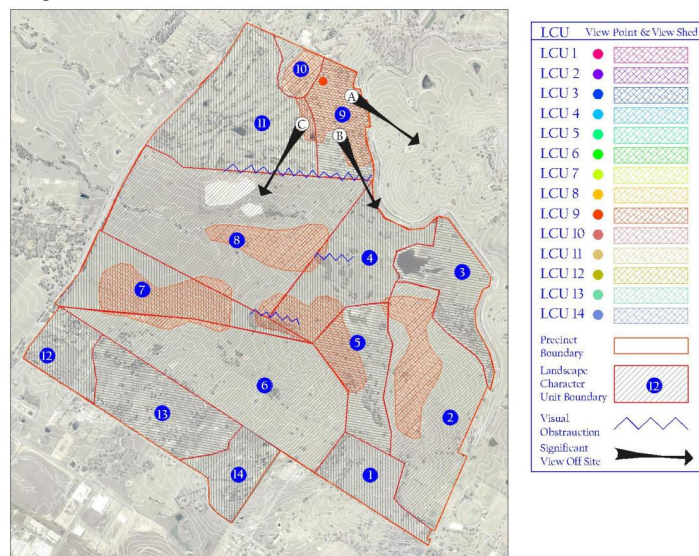 10
A
9
C
B
11
8
4
3
7
5
12
6
13
2
14
1
LCU View Point & View Shed
LCU 1
LCU 2
LCU 3
LCU 4
LCU 5
LCU 6
LCU 7
LCU 8
LCU 9
LCU 10
LCU 11
LCU 12
LCU 13
LCU 14
Precinct
Boundary
Landscape
Character
Unit Boundary
12
Visual
Obstrauction
Significant
View Off Site